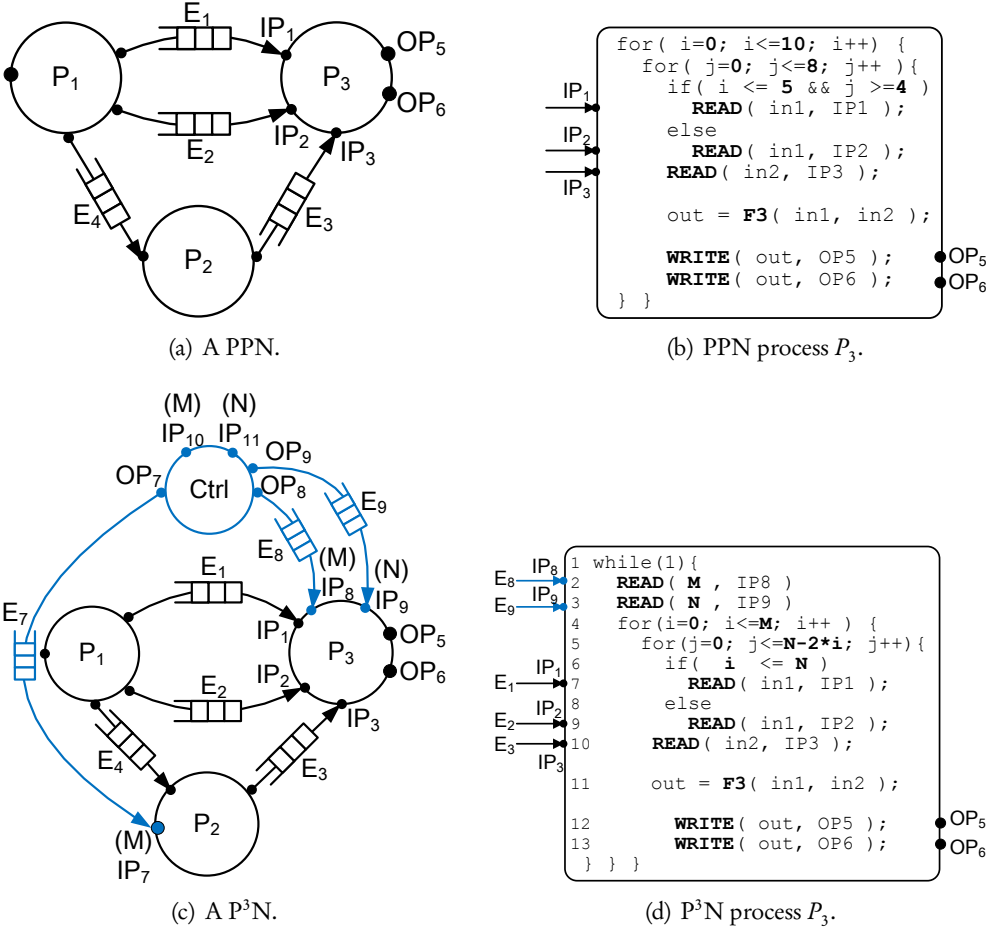 E1
IP1
OP5
P1
P3
OP6
E2
IP2
IP3
E4
E3
P2
(a) A PPN.
for( i=0; i<=10; i++) {
for( j=0; j<=8; j++ ){
if( i <= 5 && j >=4 )
IP1
READ( in1, IP1 );
else
IP2
READ( in1, IP2 );
IP3
READ( in2, IP3 );
out = F3( in1, in2 );
WRITE( out, OP5 );
OP5
WRITE( out, OP6 );
OP6
} }
(b) PPN process P3.
(M)
(N)
IP10
IP11
OP9
OP7
Ctrl
OP8
E9
E8
(M)
(N)
E1
IP8
IP9
E7
IP1
OP5
P1
P3
OP6
E2
IP2
IP3
E4
E3
P2
(M)
IP7
(c) A P³N.
1 while(1){
E8
IP8
2 READ( M , IP8 )
E9
IP9
3 READ( N , IP9 )
4 for(i=0; i<=M; i++ ) {
5 for(j=0; j<=N-2*i; j++){
6 if( i <= N )
E1
IP1
7 READ( in1, IP1 );
8 else
E2
IP2
9 READ( in1, IP2 );
E3
IP3
10 READ( in2, IP3 );
11 out = F3( in1, in2 );
12 WRITE( out, OP5 );
OP5
13 WRITE( out, OP6 );
OP6
} } }
(d) P³N process P3.